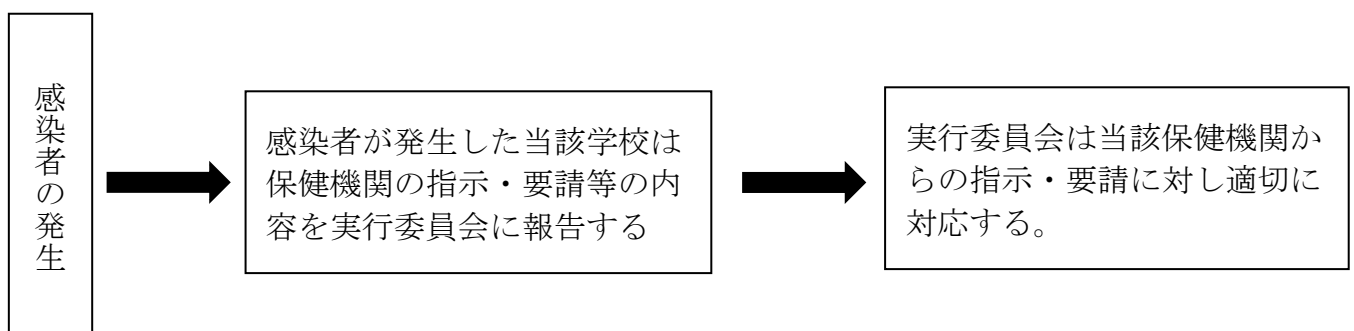 感染者の発生
感染者が発生した当該学校は
保健機関の指示・要請等の内
容を実行委員会に報告する
実行委員会は当該保健機関か
らの指示・要請に対し適切に
対応する。